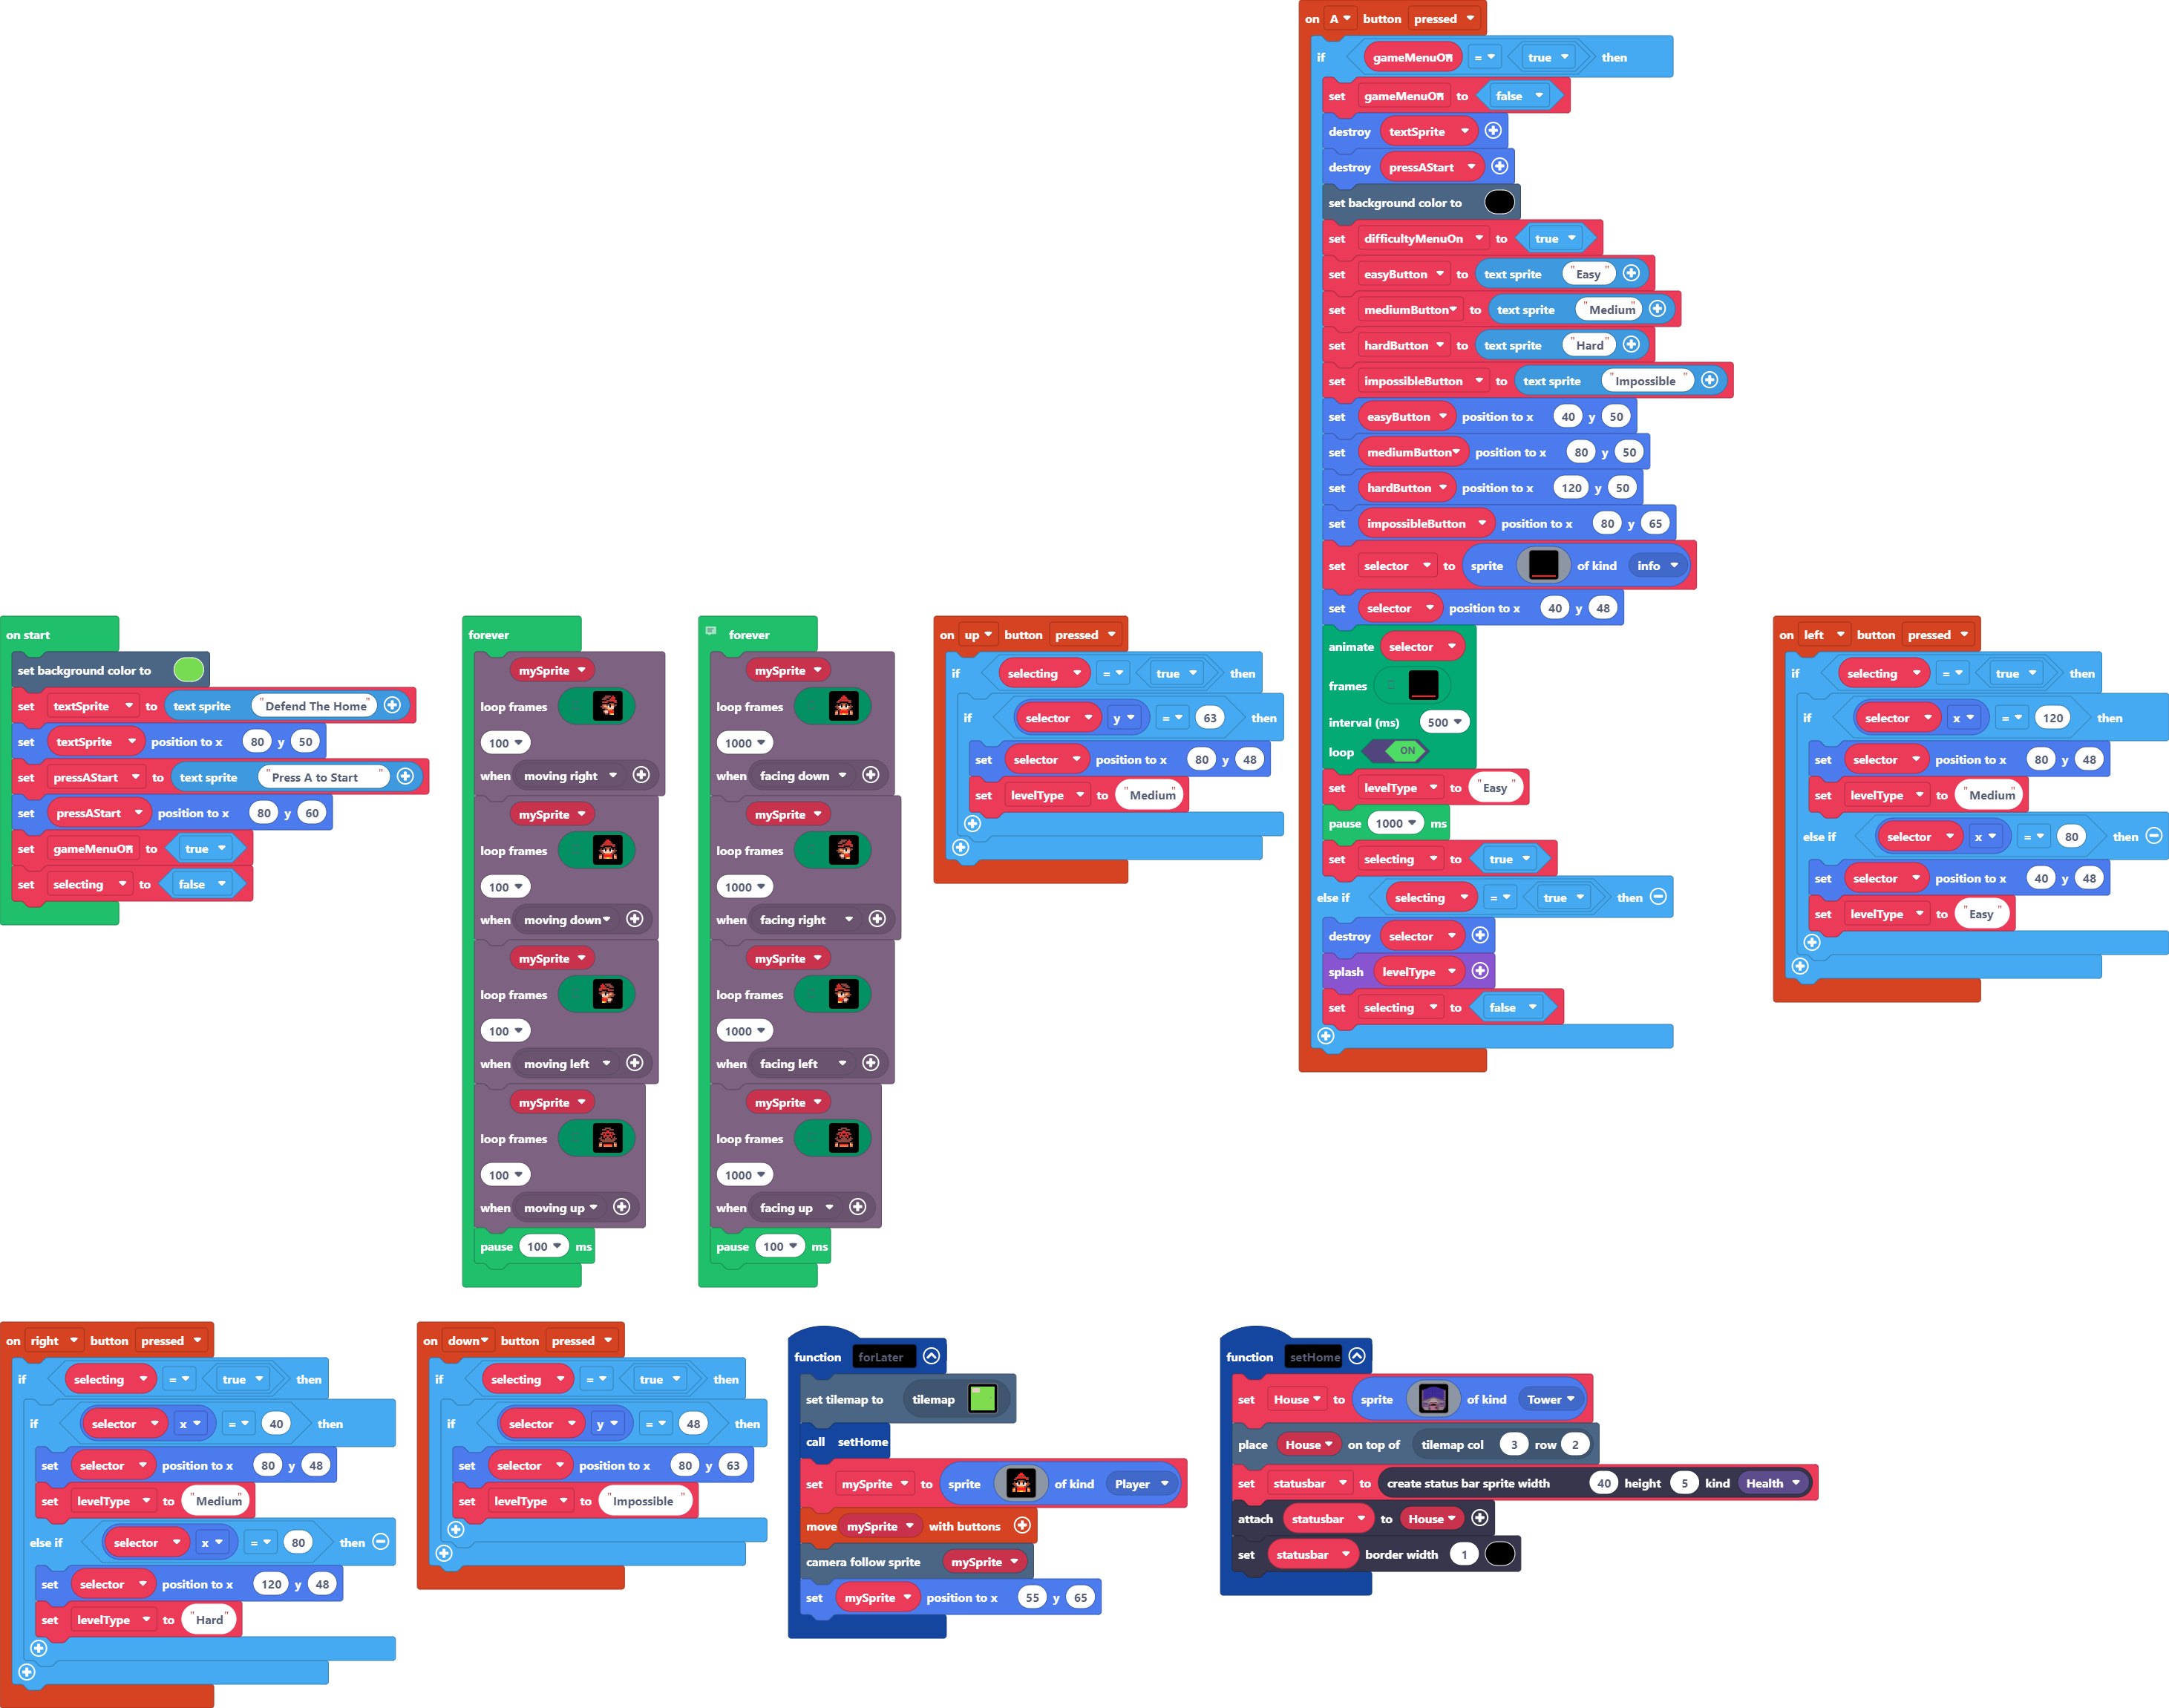 on A button pressed
if gameMenuOn = true then
set gameMenuOn to false
destroy textSprite
destroy pressAStart
set background color to
set difficultyMenuOn to true
set easyButton to text sprite "Easy"
set mediumButton to text sprite "Medium"
set hardButton to text sprite "Hard"
set impossibleButton to text sprite "Impossible"
set easyButton position to x 40 y 50
set mediumButton position to x 80 y 50
set hardButton position to x 120 y 50
set impossibleButton position to x 80 y 65
set selector to sprite of kind info
set selector position to x 40 y 48
animate selector
frames
interval (ms) 500
loop ON
set levelType to "Easy"
pause 1000 ms
set selecting to true
else if selecting = true then
destroy selector
splash levelType
set selecting to false
on start
set background color to
set textSprite to text sprite "Defend The Home"
set textSprite position to x 80 y 50
set pressAStart to text sprite "Press A to Start"
set pressAStart position to x 80 y 60
set gameMenuOn to true
set selecting to false
forever
mySprite
loop frames
100
when moving right
mySprite
loop frames
100
when moving down
mySprite
loop frames
100
when moving left
mySprite
loop frames
100
when moving up
pause 100 ms
forever
mySprite
loop frames
1000
when facing down
mySprite
loop frames
1000
when facing right
mySprite
loop frames
1000
when facing left
mySprite
loop frames
1000
when facing up
pause 100 ms
on up button pressed
if selecting = true then
if selector y = 63 then
set selector position to x 80 y 48
set levelType to "Medium"
on left button pressed
if selecting = true then
if selector x = 120 then
set selector position to x 80 y 48
set levelType to "Medium"
else if selector x = 80 then
set selector position to x 40 y 48
set levelType to "Easy"
on right button pressed
if selecting = true then
if selector x = 40 then
set selector position to x 80 y 48
set levelType to "Medium"
else if selector x = 80 then
set selector position to x 120 y 48
set levelType to "Hard"
on down button pressed
if selecting = true then
if selector y = 48 then
set selector position to x 80 y 63
set levelType to "Impossible"
function forLater
set tilemap to tilemap
call setHome
set mySprite to sprite of kind Player
move mySprite with buttons
camera follow sprite mySprite
set mySprite position to x 55 y 65
function setHome
set House to sprite of kind Tower
place House on top of tilemap col 3 row 2
set statusbar to create status bar sprite width 40 height 5 kind Health
attach statusbar to House
set statusbar border width 1